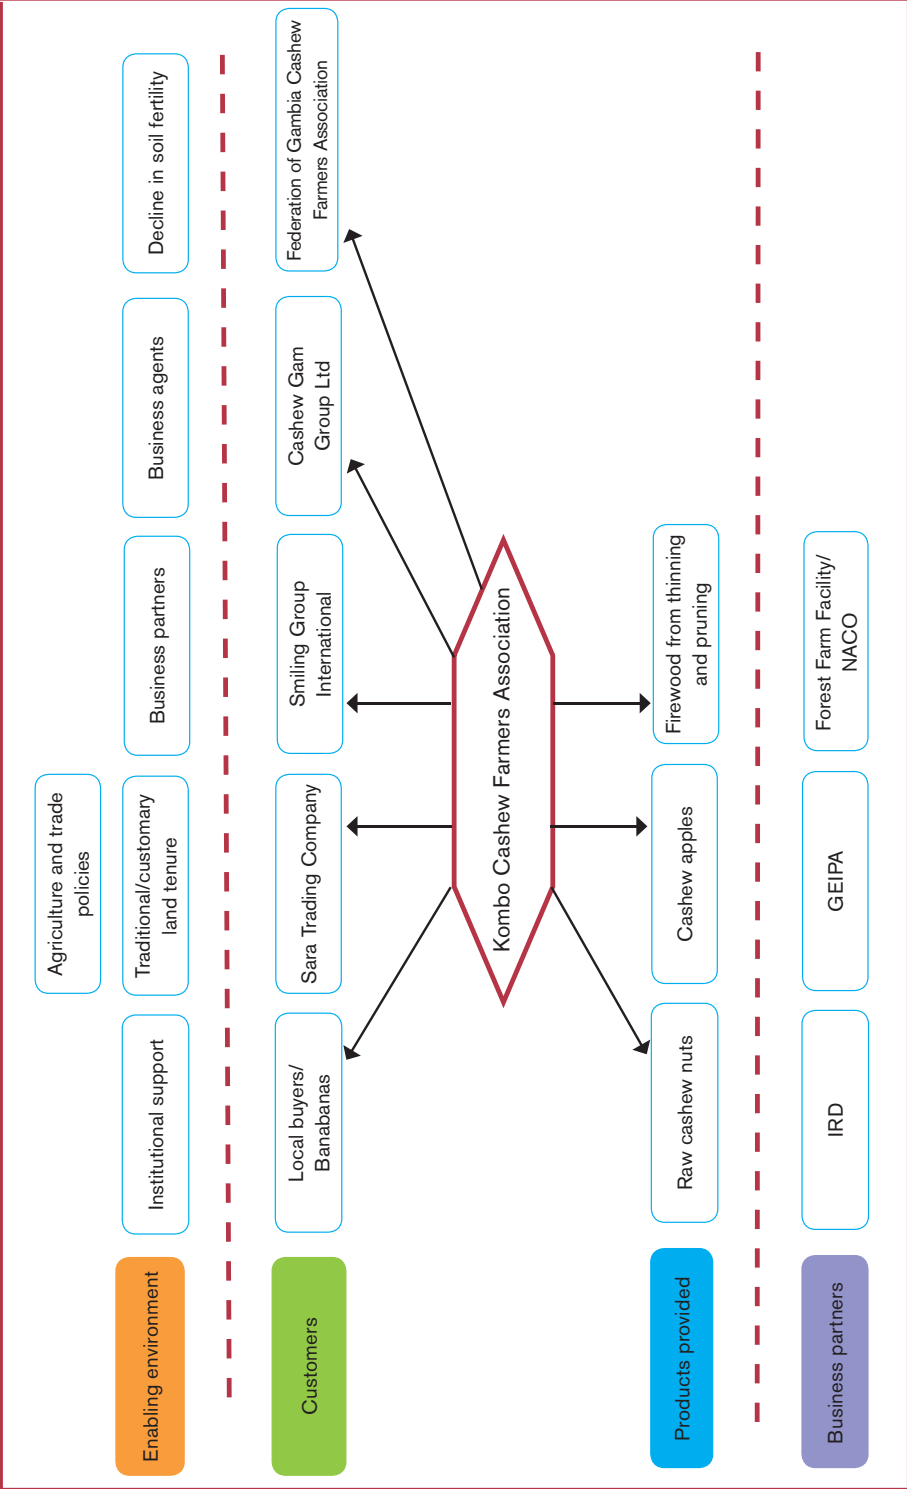 Enabling environment
Institutional support
Agriculture and trade
policies
Traditional/customary
land tenure
Business partners
Business agents
Decline in soil fertility
Customers
Local buyers/
Banabanas
Sara Trading Company
Smiling Group
International
Cashew Gam
Group Ltd
Federation of Gambia Cashew
Farmers Association
Kombo Cashew Farmers Association
Products provided
Raw cashew nuts
Cashew apples
Firewood from thinning
and pruning
Business partners
IRD
GEIPA
Forest Farm Facility/
NACO